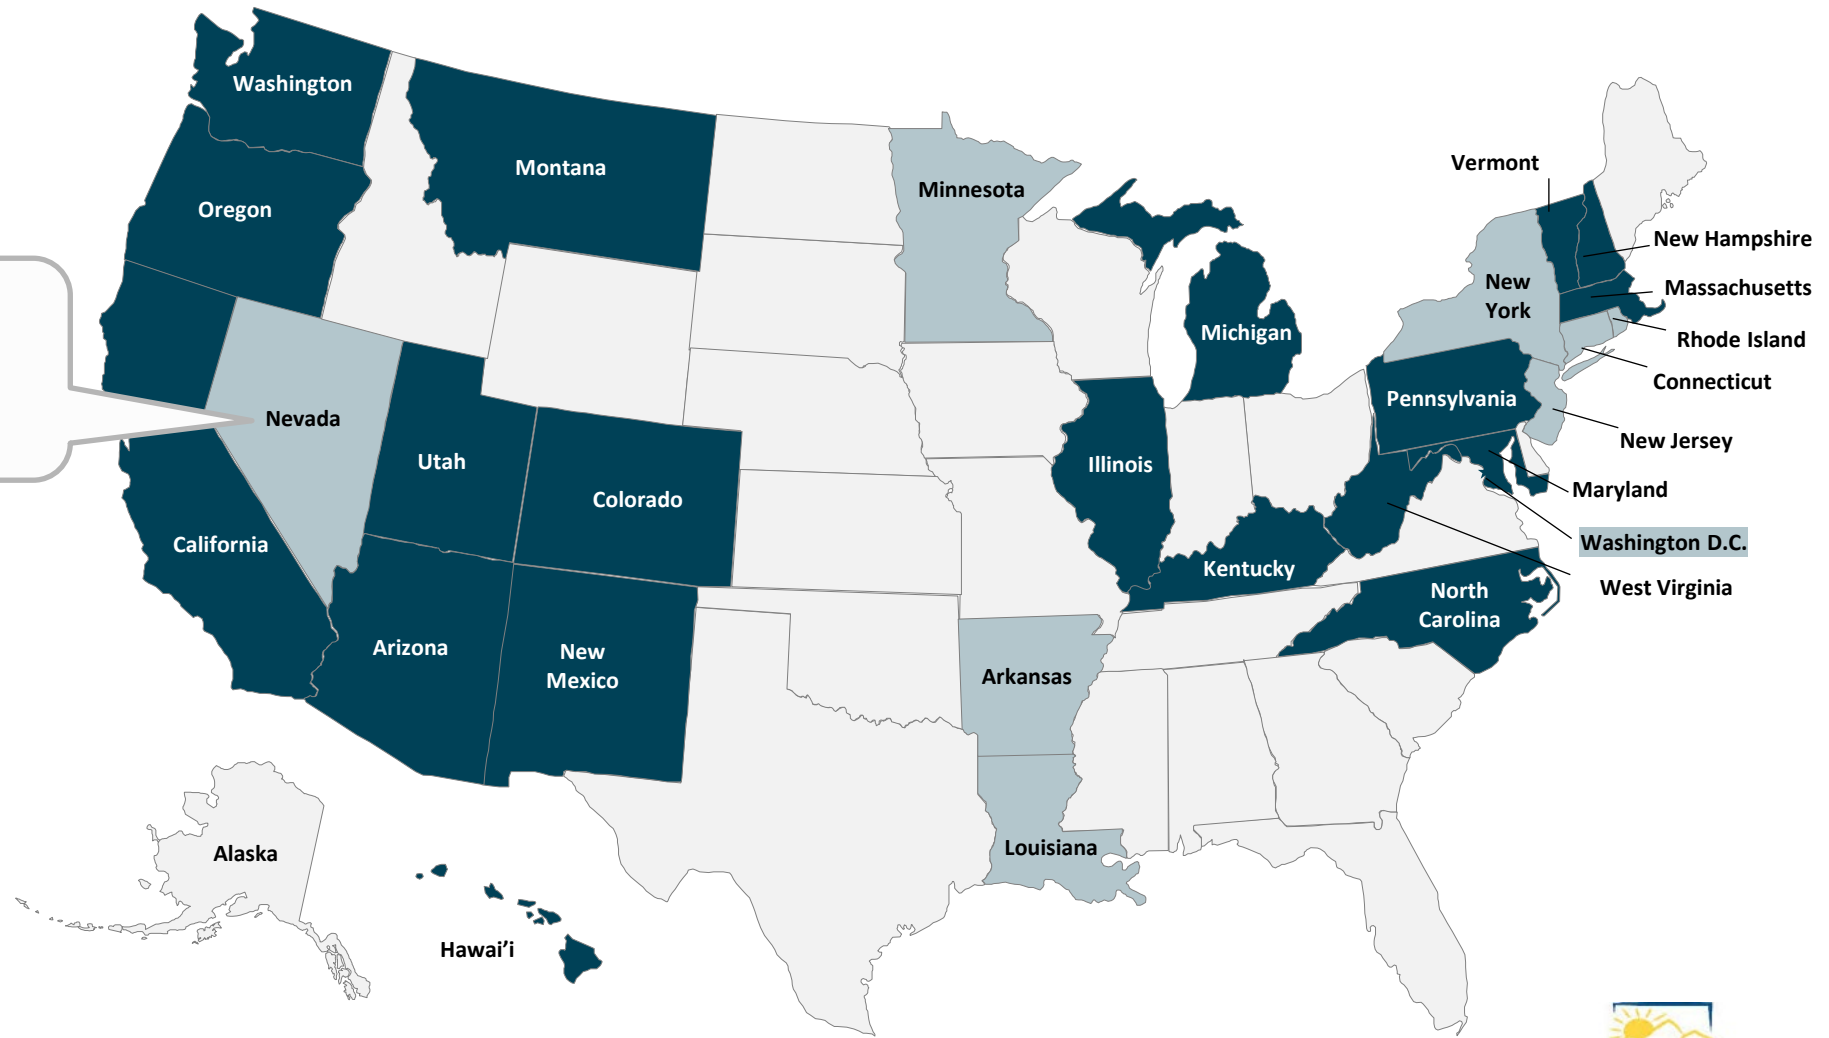 Washington
Montana
Vermont
Minnesota
Oregon
New Hampshire
New
York
Massachusetts
Michigan
Rhode Island
Connecticut
Pennsylvania
Nevada
New Jersey
Utah
Illinois
Colorado
Maryland
California
Washington D.C.
Kentucky
West Virginia
North
Carolina
Arizona
New
Mexico
Arkansas
Louisiana
Alaska
Hawai’i